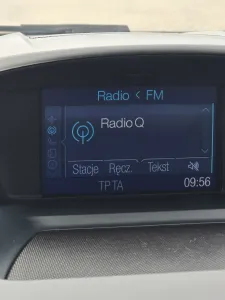 Radio < FM
Radio Q
Stacje Ręcz. Tekst
TP TA 09:56